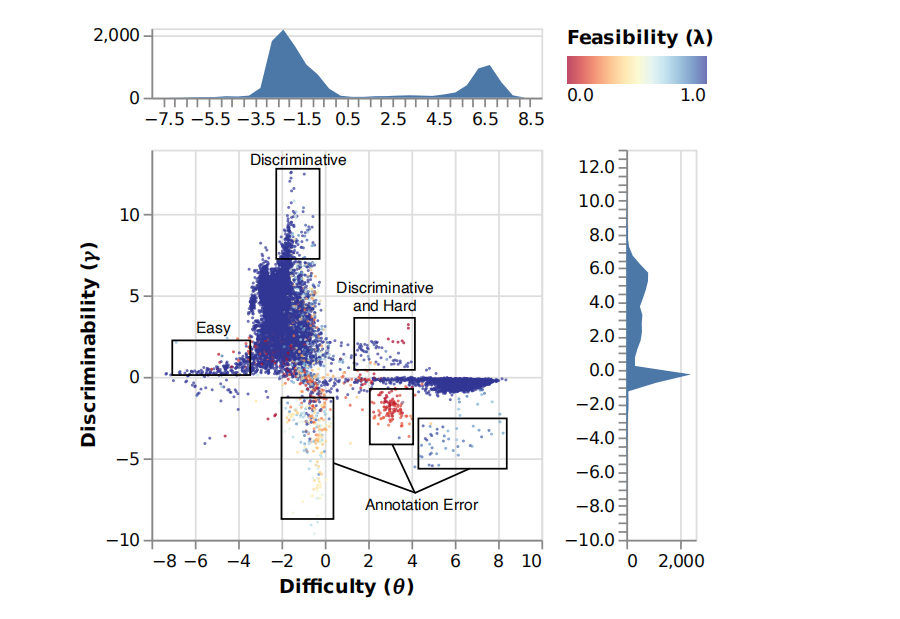 2,000
0
−7.5 −5.5 −3.5 −1.5 0.5 2.5 4.5 6.5 8.5
Feasibility (λ)
0.0 1.0
Discriminative
Discriminative
and Hard
Easy
Annotation Error
10
5
0
−5
−10
Discriminability (γ)
−8 −6 −4 −2 0 2 4 6 8 10
Difficulty (θ)
12.0
10.0
8.0
6.0
4.0
2.0
0.0
−2.0
−4.0
−6.0
−8.0
−10.0
0 2,000